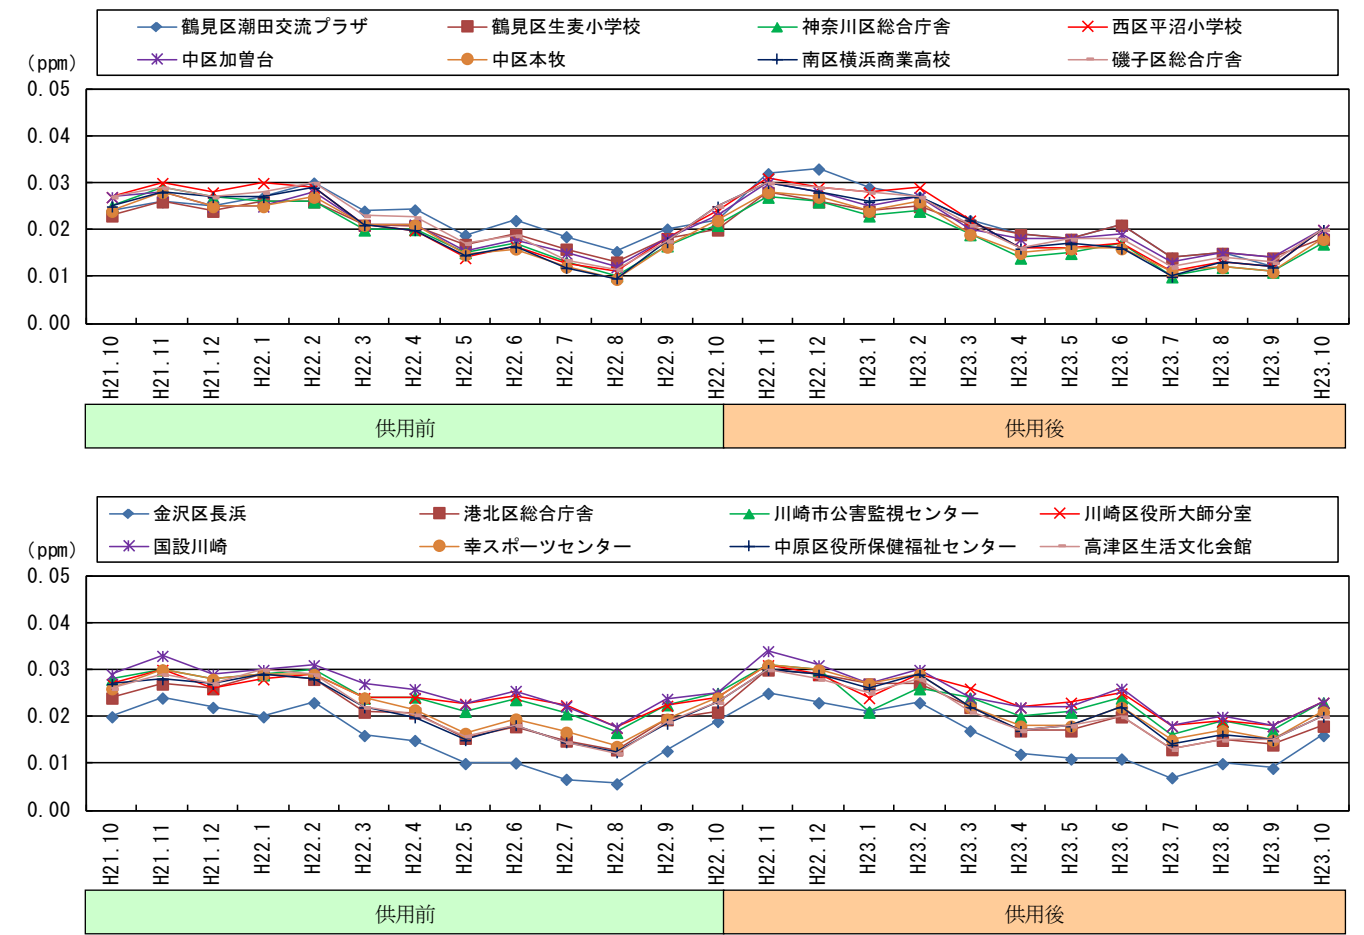 鶴見区潮田交流プラザ 鶴見区生麦小学校 神奈川区総合庁舎 西区平沼小学校
中区加曽台 中区本牧 南区横浜商業高校 磯子区総合庁舎
(ppm)
0.05
0.04
0.03
0.02
0.01
0.00
H21.10 H21.11 H21.12 H22.1 H22.2 H22.3 H22.4 H22.5 H22.6 H22.7 H22.8 H22.9 H22.10 H22.11 H22.12 H23.1 H23.2 H23.3 H23.4 H23.5 H23.6 H23.7 H23.8 H23.9 H23.10
供用前 供用後
金沢区長浜 港北区総合庁舎 川崎市公害監視センター 川崎区役所大師分室
国設川崎 幸スポーツセンター 中原区役所保健福祉センター 高津区生活文化会館
(ppm)
0.05
0.04
0.03
0.02
0.01
0.00
H21.10 H21.11 H21.12 H22.1 H22.2 H22.3 H22.4 H22.5 H22.6 H22.7 H22.8 H22.9 H22.10 H22.11 H22.12 H23.1 H23.2 H23.3 H23.4 H23.5 H23.6 H23.7 H23.8 H23.9 H23.10
供用前 供用後